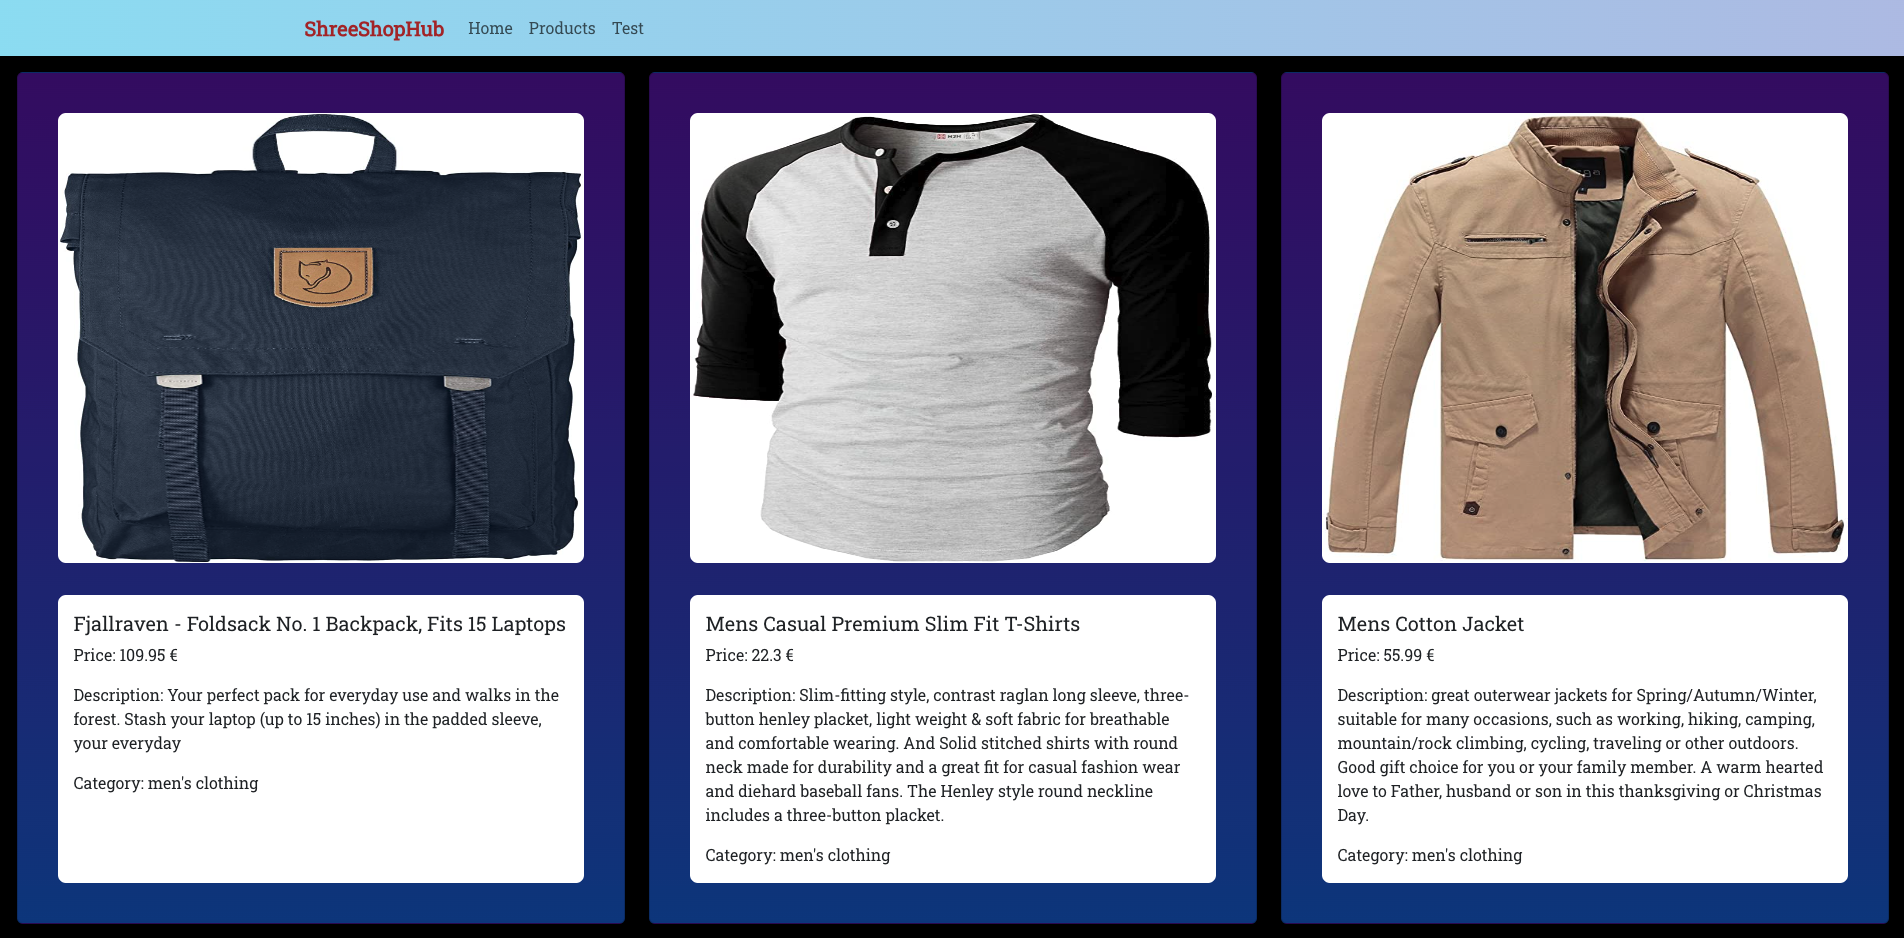 ShreeShopHub Home Products Test
Fjallraven - Foldsack No. 1 Backpack, Fits 15 Laptops
Price: 109.95 €
Description: Your perfect pack for everyday use and walks in the
forest. Stash your laptop (up to 15 inches) in the padded sleeve,
your everyday
Category: men's clothing
Mens Casual Premium Slim Fit T-Shirts
Price: 22.3 €
Description: Slim-fitting style, contrast raglan long sleeve, three-
button henley placket, light weight & soft fabric for breathable
and comfortable wearing. And Solid stitched shirts with round
neck made for durability and a great fit for casual fashion wear
and diehard baseball fans. The Henley style round neckline
includes a three-button placket.
Category: men's clothing
Mens Cotton Jacket
Price: 55.99 €
Description: great outerwear jackets for Spring/Autumn/Winter,
suitable for many occasions, such as working, hiking, camping,
mountain/rock climbing, cycling, traveling or other outdoors.
Good gift choice for you or your family member. A warm hearted
love to Father, husband or son in this thanksgiving or Christmas
Day.
Category: men's clothing